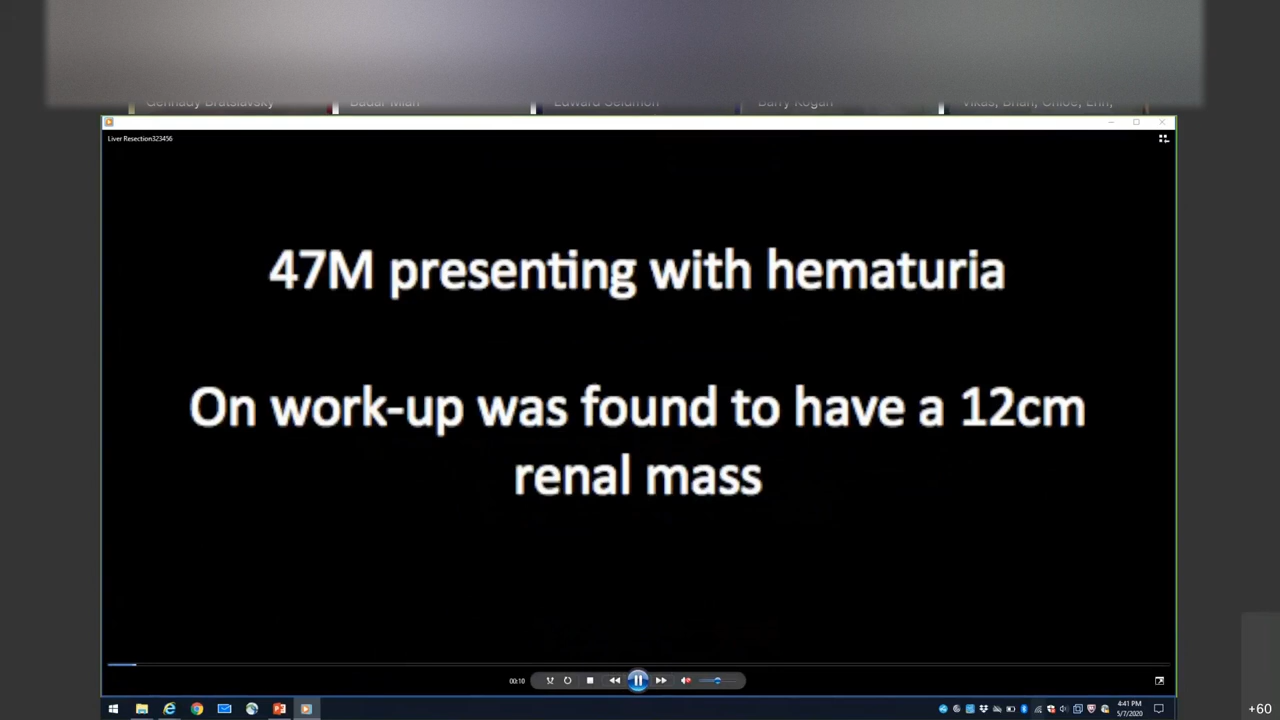 Liver Resection323456
47M presenting with hematuria
On work-up was found to have a 12cm
renal mass
00:10
4:41 PM
5/7/2020
+60